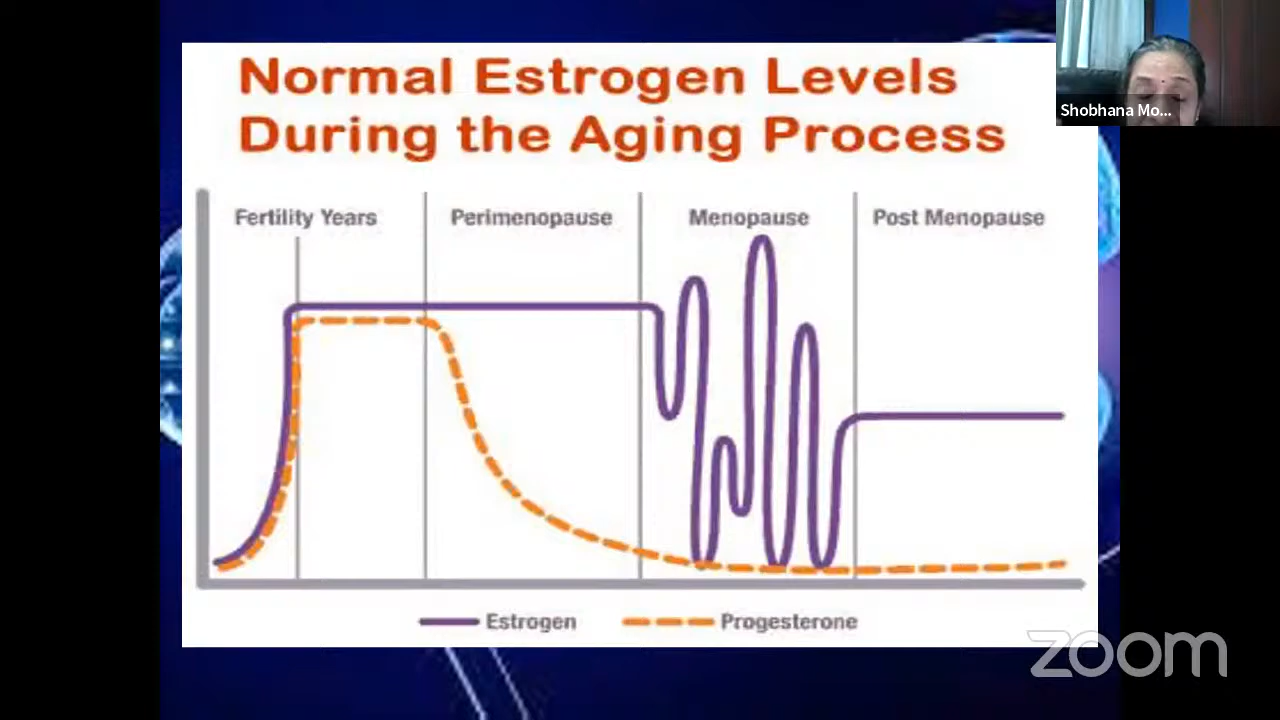 Normal Estrogen Levels
During the Aging Process
Shobhana Mo...
Fertility Years
Perimenopause
Menopause
Post Menopause
Estrogen
Progesterone
zoom